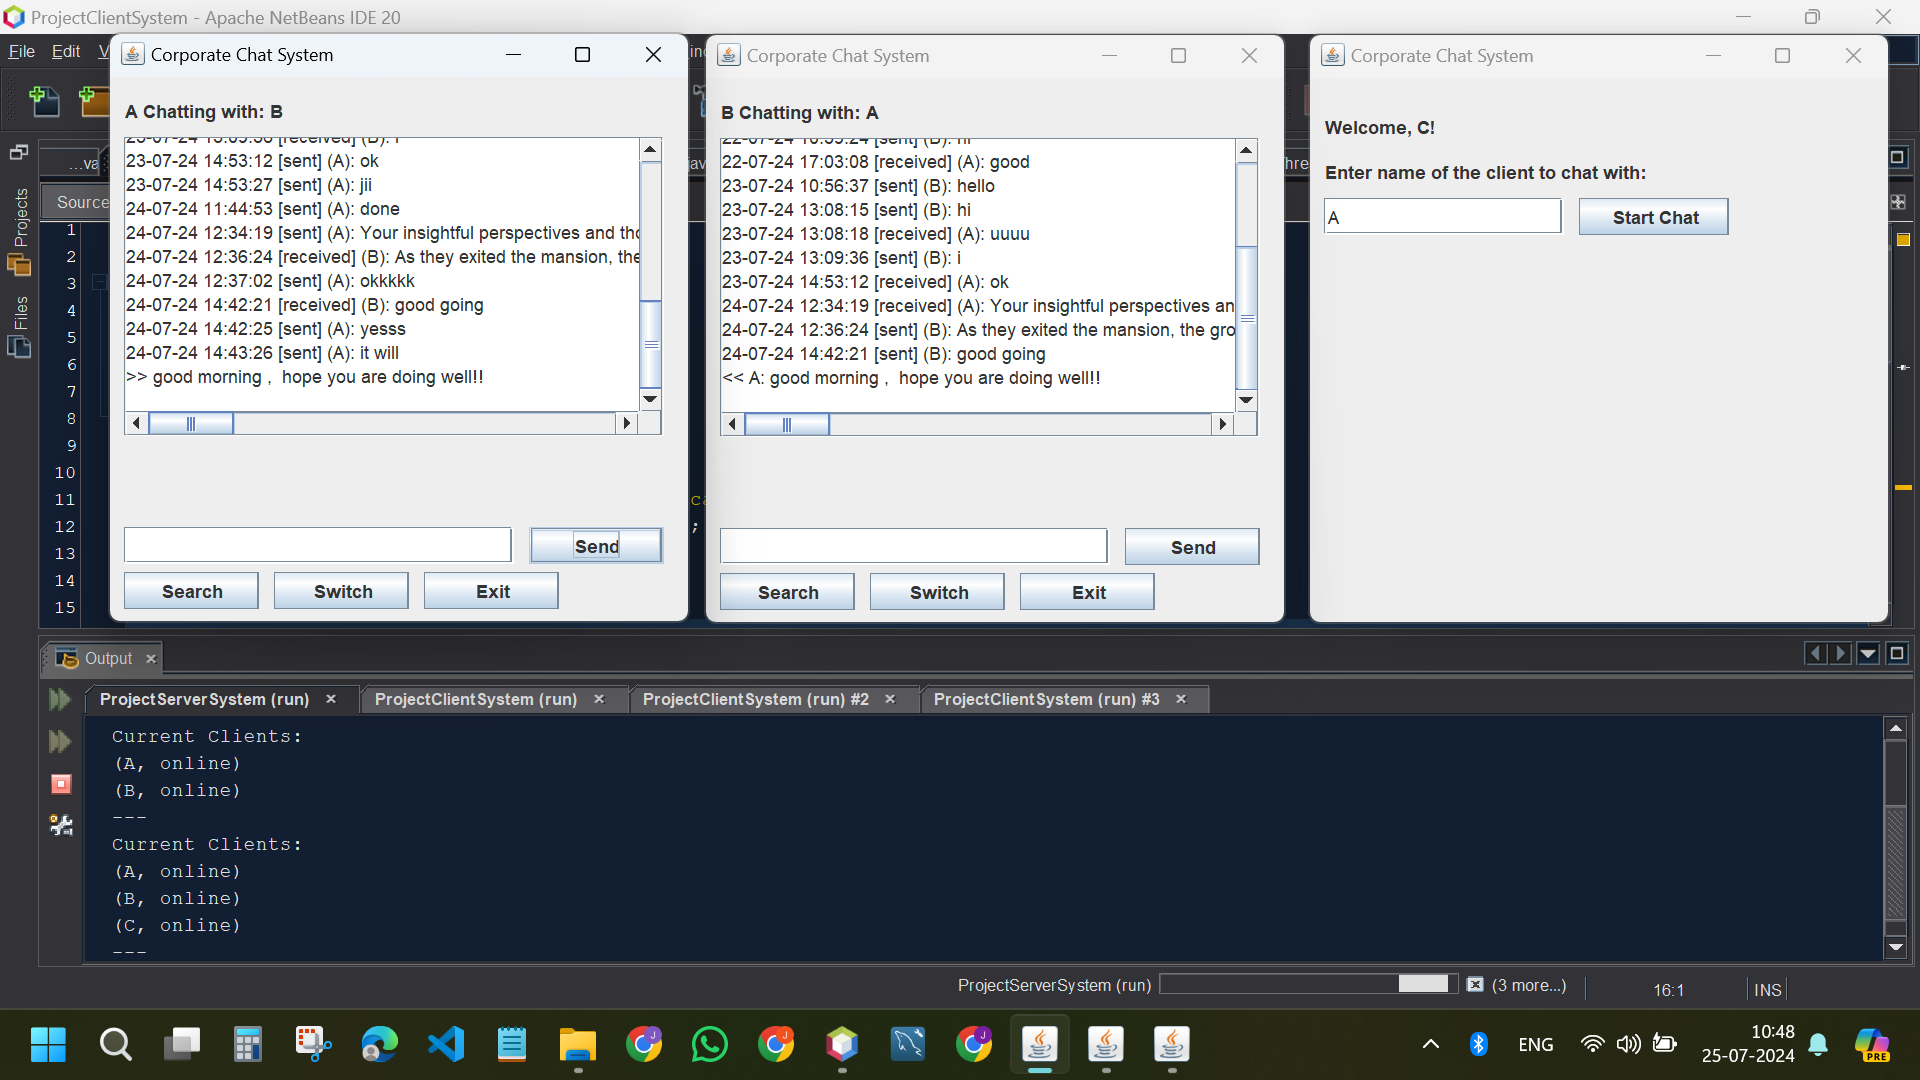 ProjectClientSystem - Apache NetBeans IDE 20
File Edit
Corporate Chat System
A Chatting with: B
23-07-24 14:53:12 [sent] (A): ok
23-07-24 14:53:27 [sent] (A): jii
24-07-24 11:44:53 [sent] (A): done
24-07-24 12:34:19 [sent] (A): Your insightful perspectives and
24-07-24 12:36:24 [received] (B): As they exited the mansion, the
24-07-24 12:37:02 [sent] (A): okkkkk
24-07-24 14:42:21 [received] (B): good going
24-07-24 14:42:25 [sent] (A): yesss
24-07-24 14:43:26 [sent] (A): it will
>> good morning ,  hope you are doing well!!
Send
Search Switch Exit
Corporate Chat System
B Chatting with: A
22-07-24 17:03:08 [received] (A): good
23-07-24 10:56:37 [sent] (B): hello
23-07-24 13:08:15 [sent] (B): hi
23-07-24 13:08:18 [received] (A): uuuu
23-07-24 13:09:36 [sent] (B): i
23-07-24 14:53:12 [received] (A): ok
24-07-24 12:34:19 [received] (A): Your insightful perspectives an
24-07-24 12:36:24 [sent] (B): As they exited the mansion, the gro
24-07-24 14:42:21 [sent] (B): good going
<< A: good morning ,  hope you are doing well!!
Send
Search Switch Exit
Corporate Chat System
Welcome, C!
Enter name of the client to chat with:
A Start Chat
Projects
Files
Source
1
2
3
4
5
6
7
8
9
10
11
12
13
14
15
Output
ProjectServerSystem (run) ProjectClientSystem (run) ProjectClientSystem (run) #2 ProjectClientSystem (run) #3
Current Clients:
(A, online)
(B, online)
---
Current Clients:
(A, online)
(B, online)
(C, online)
---
ProjectServerSystem (run) (3 more...) 16:1 INS
ENG
10:48
25-07-2024
PRE